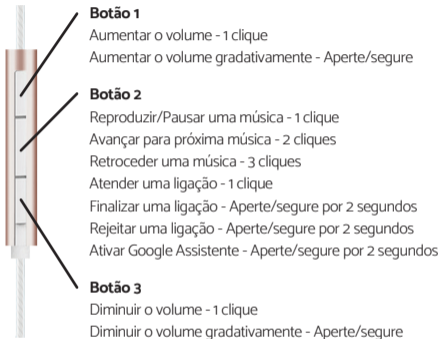 Botão 1
Aumentar o volume - 1 clique
Aumentar o volume gradativamente - Aperte/segure
Botão 2
Reproduzir/Pausar uma música - 1 clique
Avançar para próxima música - 2 cliques
Retroceder uma música - 3 cliques
Atender uma ligação - 1 clique
Finalizar uma ligação - Aperte/segure por 2 segundos
Rejeitar uma ligação - Aperte/segure por 2 segundos
Ativar Google Assistente - Aperte/segure por 2 segundos
Botão 3
Diminuir o volume - 1 clique
Diminuir o volume gradativamente - Aperte/segure